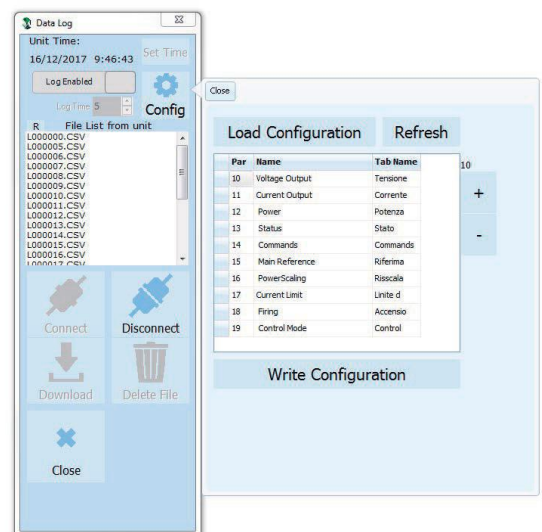 Data Log
Unit Time:
16/12/2017 9:46:43
Set Time
Log Enabled
Log Time 5
Config
R File List from unit
L000000.CSV
L000005.CSV
L000006.CSV
L000007.CSV
L000008.CSV
L000009.CSV
L000010.CSV
L000011.CSV
L000012.CSV
L000013.CSV
L000014.CSV
L000015.CSV
L000016.CSV
L000017.CSV
Connect
Disconnect
Download
Delete File
Close
Close
Load Configuration
Refresh
Par Name Tab Name
10 Voltage Output Tensione
11 Current Output Corrente
12 Power Potenza
13 Status Stato
14 Commands Commands
15 Main Reference Riferima
16 PowerScaling Risscala
17 Current Limit Linite d
18 Firing Accensio
19 Control Mode Control
10
+
-
Write Configuration